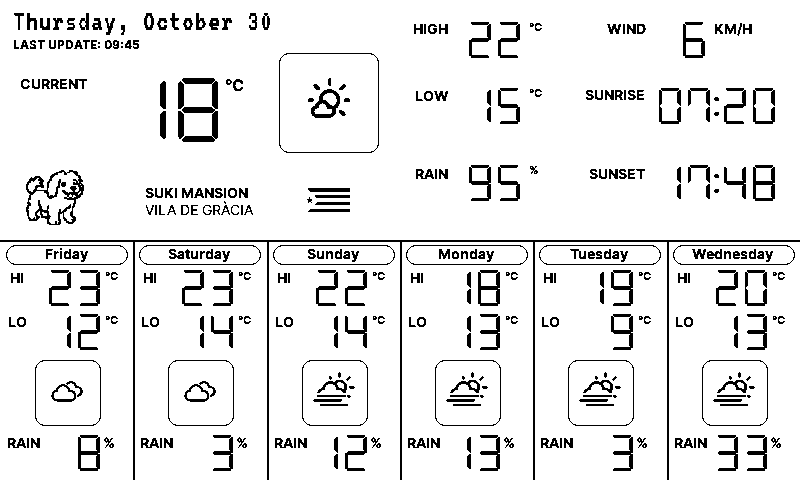 Thursday, October 30
LAST UPDATE: 09:45
CURRENT 18 °C
HIGH 22 °C
LOW 15 °C
RAIN 95 %
WIND 6 KM/H
SUNRISE 07:20
SUNSET 17:48
SUKI MANSION
VILA DE GRÀCIA
Friday
HI 23 °C
LO 12 °C
RAIN 8 %
Saturday
HI 23 °C
LO 14 °C
RAIN 3 %
Sunday
HI 22 °C
LO 14 °C
RAIN 12 %
Monday
HI 18 °C
LO 13 °C
RAIN 13 %
Tuesday
HI 19 °C
LO 9 °C
RAIN 3 %
Wednesday
HI 20 °C
LO 13 °C
RAIN 33 %